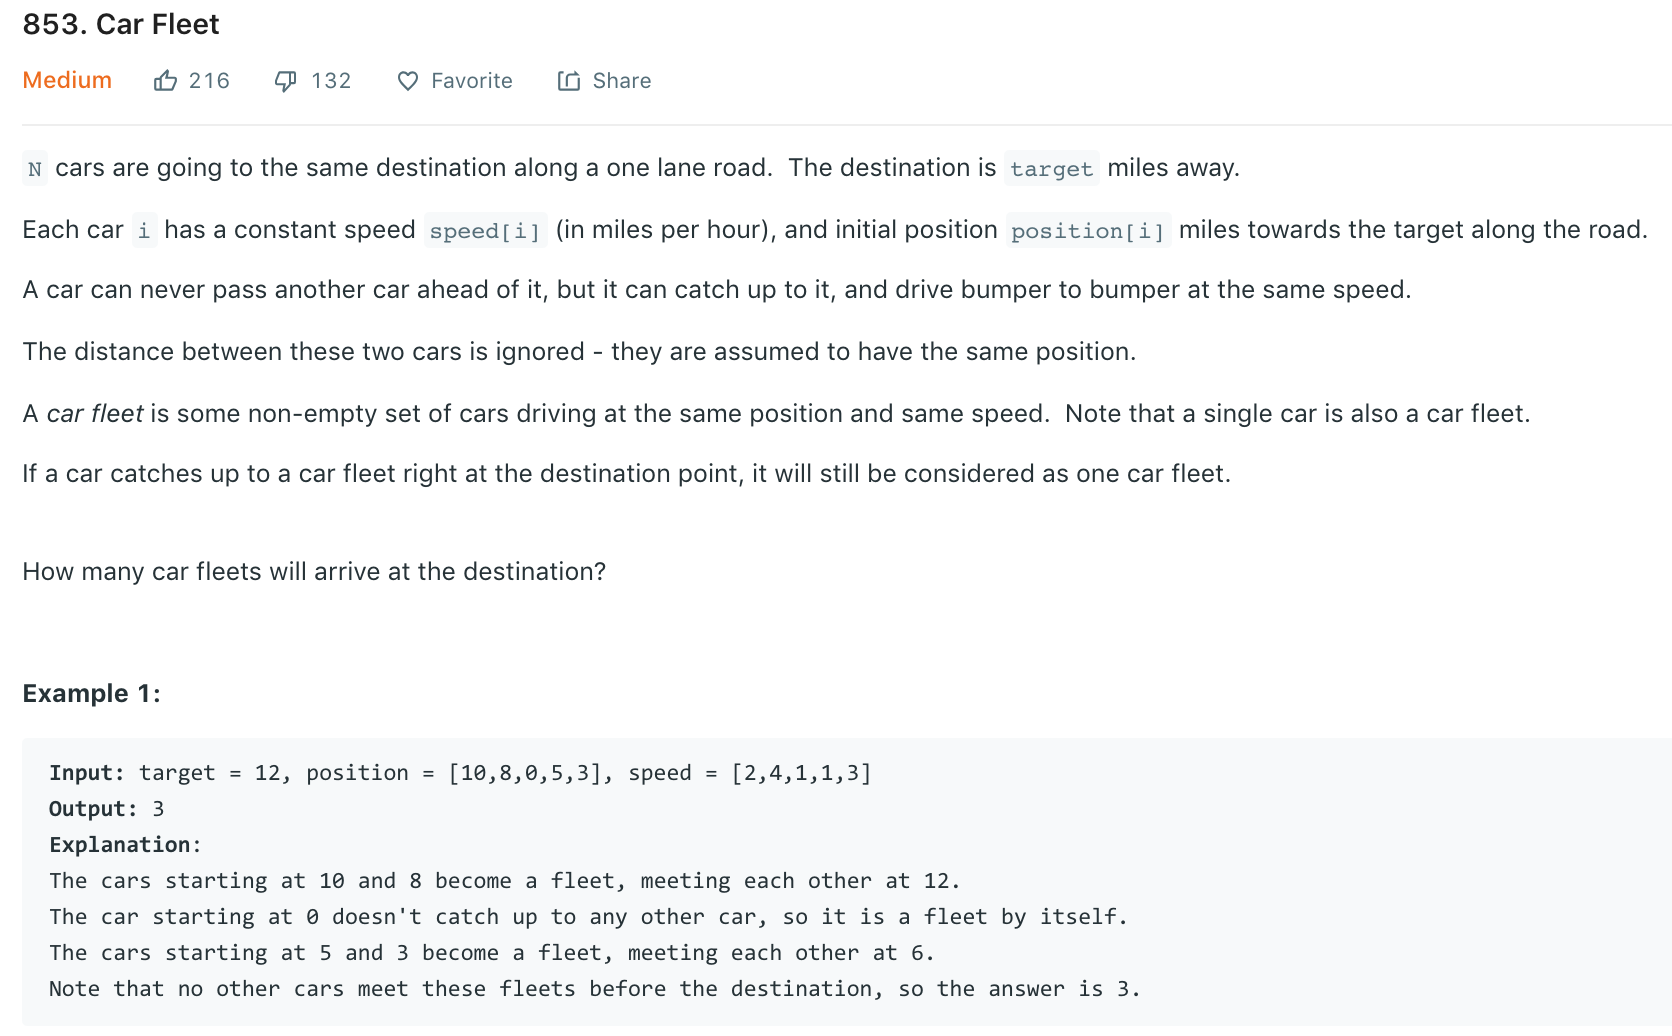 853. Car Fleet
Medium 216 132 Favorite Share
N cars are going to the same destination along a one lane road. The destination is target miles away.
Each car i has a constant speed speed[i] (in miles per hour), and initial position position[i] miles towards the target along the road.
A car can never pass another car ahead of it, but it can catch up to it, and drive bumper to bumper at the same speed.
The distance between these two cars is ignored - they are assumed to have the same position.
A car fleet is some non-empty set of cars driving at the same position and same speed. Note that a single car is also a car fleet.
If a car catches up to a car fleet right at the destination point, it will still be considered as one car fleet.
How many car fleets will arrive at the destination?
Example 1:
Input: target = 12, position = [10,8,0,5,3], speed = [2,4,1,1,3]
Output: 3
Explanation:
The cars starting at 10 and 8 become a fleet, meeting each other at 12.
The car starting at 0 doesn't catch up to any other car, so it is a fleet by itself.
The cars starting at 5 and 3 become a fleet, meeting each other at 6.
Note that no other cars meet these fleets before the destination, so the answer is 3.